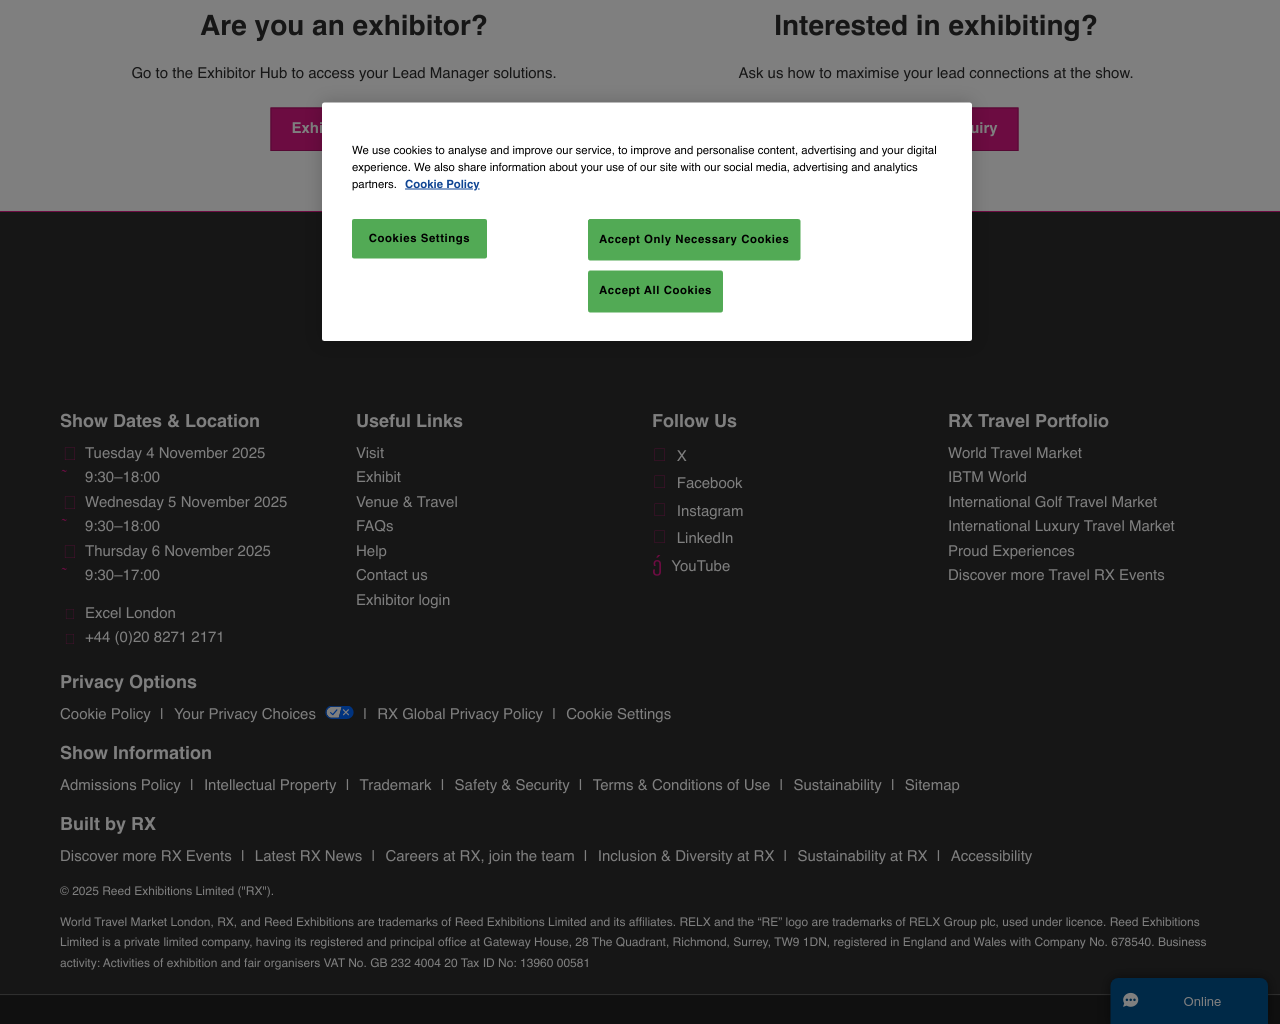 Are you an exhibitor?
Interested in exhibiting?
Go to the Exhibitor Hub to access your Lead Manager solutions.
Ask us how to maximise your lead connections at the show.
We use cookies to analyse and improve our service, to improve and personalise content, advertising and your digital
experience. We also share information about your use of our site with our social media, advertising and analytics
partners. Cookie Policy
Cookies Settings
Accept Only Necessary Cookies
Accept All Cookies
Show Dates & Location
Tuesday 4 November 2025
9:30–18:00
Wednesday 5 November 2025
9:30–18:00
Thursday 6 November 2025
9:30–17:00
Excel London
+44 (0)20 8271 2171
Useful Links
Visit
Exhibit
Venue & Travel
FAQs
Help
Contact us
Exhibitor login
Follow Us
X
Facebook
Instagram
LinkedIn
YouTube
RX Travel Portfolio
World Travel Market
IBTM World
International Golf Travel Market
International Luxury Travel Market
Proud Experiences
Discover more Travel RX Events
Privacy Options
Cookie Policy | Your Privacy Choices | RX Global Privacy Policy | Cookie Settings
Show Information
Admissions Policy | Intellectual Property | Trademark | Safety & Security | Terms & Conditions of Use | Sustainability | Sitemap
Built by RX
Discover more RX Events | Latest RX News | Careers at RX, join the team | Inclusion & Diversity at RX | Sustainability at RX | Accessibility
© 2025 Reed Exhibitions Limited ("RX").
World Travel Market London, RX, and Reed Exhibitions are trademarks of Reed Exhibitions Limited and its affiliates. RELX and the “RE” logo are trademarks of RELX Group plc, used under licence. Reed Exhibitions
Limited is a private limited company, having its registered and principal office at Gateway House, 28 The Quadrant, Richmond, Surrey, TW9 1DN, registered in England and Wales with Company No. 678540. Business
activity: Activities of exhibition and fair organisers VAT No. GB 232 4004 20 Tax ID No: 13960 00581
Online